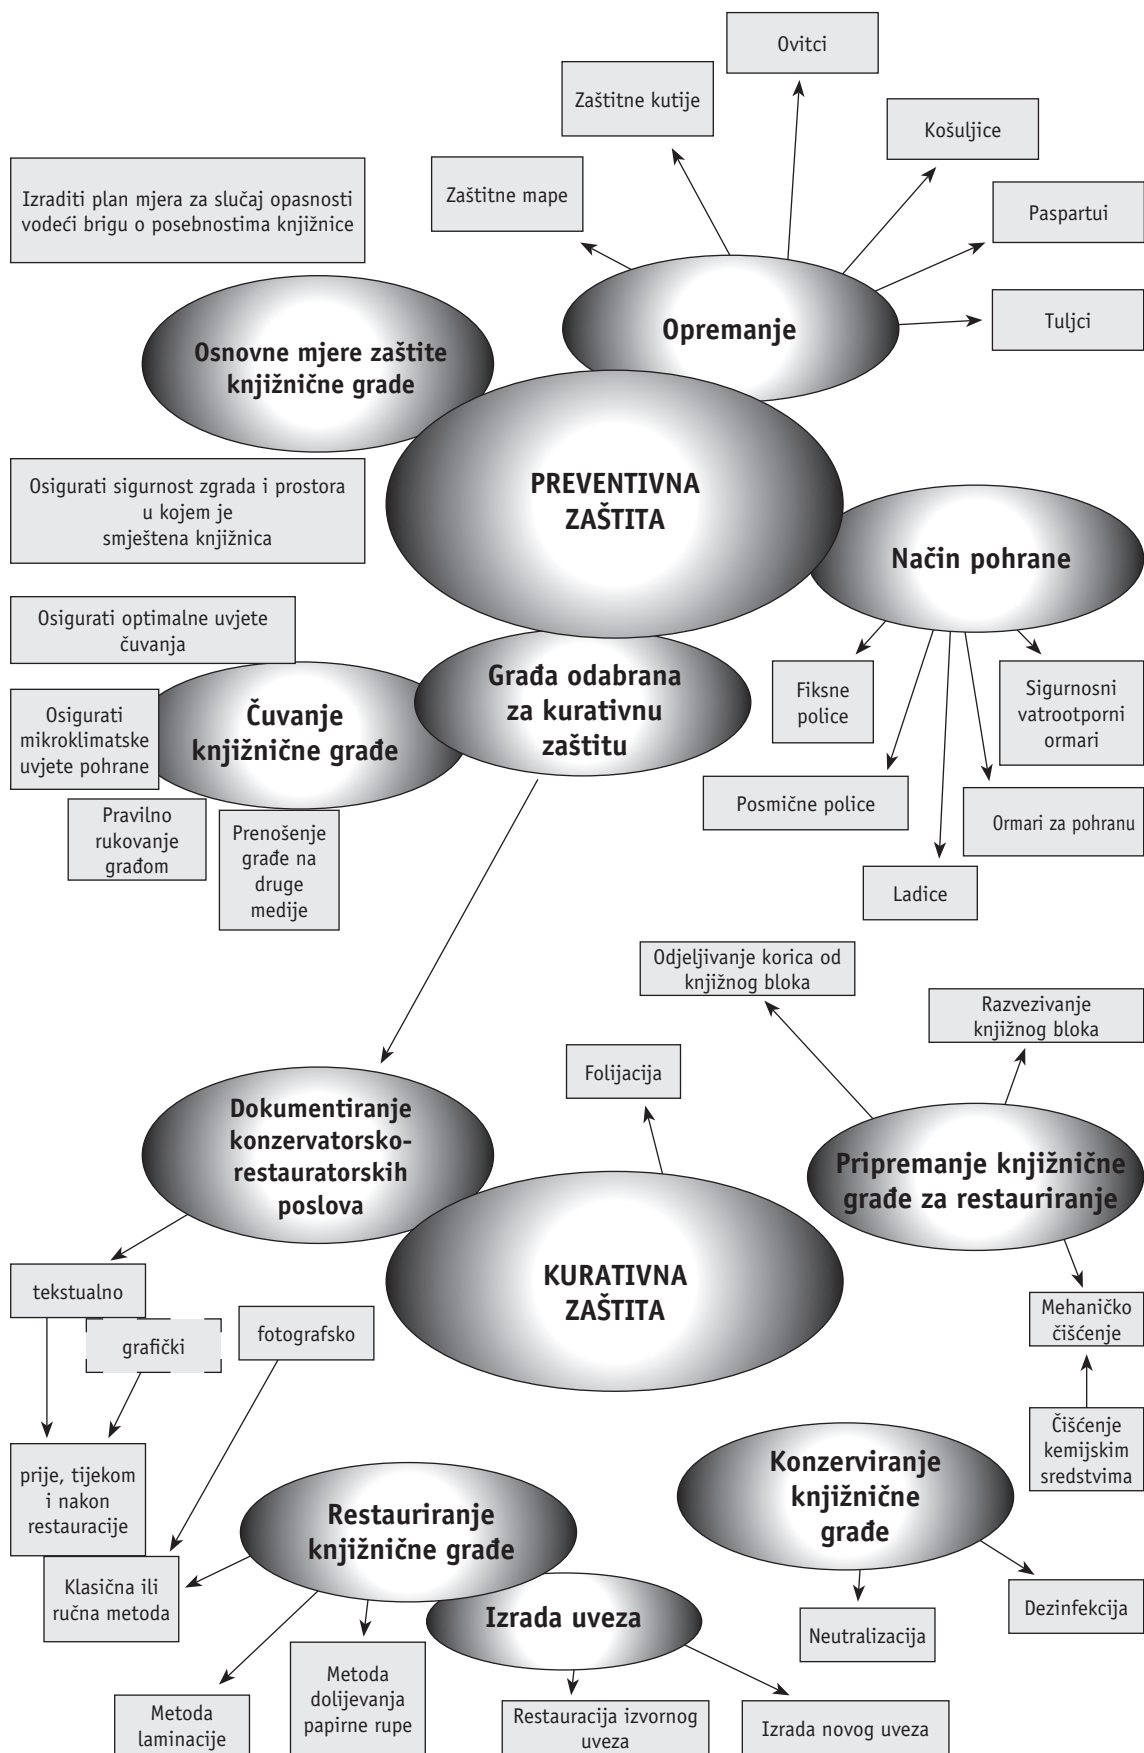 Ovitci
Zaštitne kutije
Košuljice
Zaštitne mape
Paspartui
Tuljci
Izraditi plan mjera za slučaj opasnosti
vodeći brigu o posebnostima knjižnice
Opremanje
Osnovne mjere zaštite
knjižnične grade
PREVENTIVNA
ZAŠTITA
Osigurati sigurnost zgrada i prostora
u kojem je
smještena knjižnica
Način pohrane
Osigurati optimalne uvjete
čuvanja
Građa odabrana
za kurativnu
zaštitu
Čuvanje
knjižnične građe
Osigurati
mikroklimatske
uvjete pohrane
Pravilno
rukovanje
građom
Prenošenje
građe na
druge
medije
Fiksne
police
Sigurnosni
vatrootporni
ormari
Posmične police
Ormari za pohranu
Ladice
Odjeljivanje korica od
knjižnog bloka
Razvezivanje
knjižnog bloka
Folijacija
Dokumentiranje
konzervatorsko-
restauratorskih
poslova
Pripremanje knjižnične
građe za restauriranje
KURATIVNA
ZAŠTITA
tekstualno
grafički
fotografsko
Mehaničko
čišćenje
Čišćenje
kemijskim
sredstvima
prije, tijekom
i nakon
restauracije
Konzerviranje
knjižnične
građe
Restauriranje
knjižnične građe
Klasična ili
ručna metoda
Izrada uveza
Dezinfekcija
Neutralizacija
Metoda
laminacije
Metoda
dolijevanja
papirne rupe
Restauracija izvornog
uveza
Izrada novog uveza